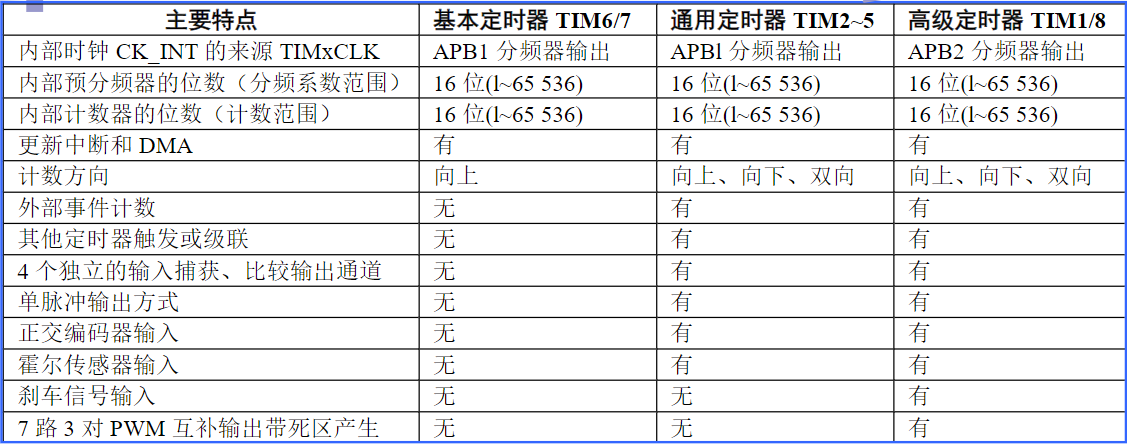 主要特点 基本定时器 TIM6/7 通用定时器 TIM2~5 高级定时器 TIM1/8
内部时钟 CK_INT 的来源 TIMxCLK APB1 分频器输出 APBl 分频器输出 APB2 分频器输出
内部预分频器的位数（分频系数范围） 16 位(l~65 536) 16 位(l~65 536) 16 位(l~65 536)
内部计数器的位数（计数范围） 16 位(l~65 536) 16 位(l~65 536) 16 位(l~65 536)
更新中断和 DMA 有 有 有
计数方向 向上 向上、向下、双向 向上、向下、双向
外部事件计数 无 有 有
其他定时器触发或级联 无 有 有
4 个独立的输入捕获、比较输出通道 无 有 有
单脉冲输出方式 无 有 有
正交编码器输入 无 有 有
霍尔传感器输入 无 有 有
刹车信号输入 无 无 有
7 路 3 对 PWM 互补输出带死区产生 无 无 有